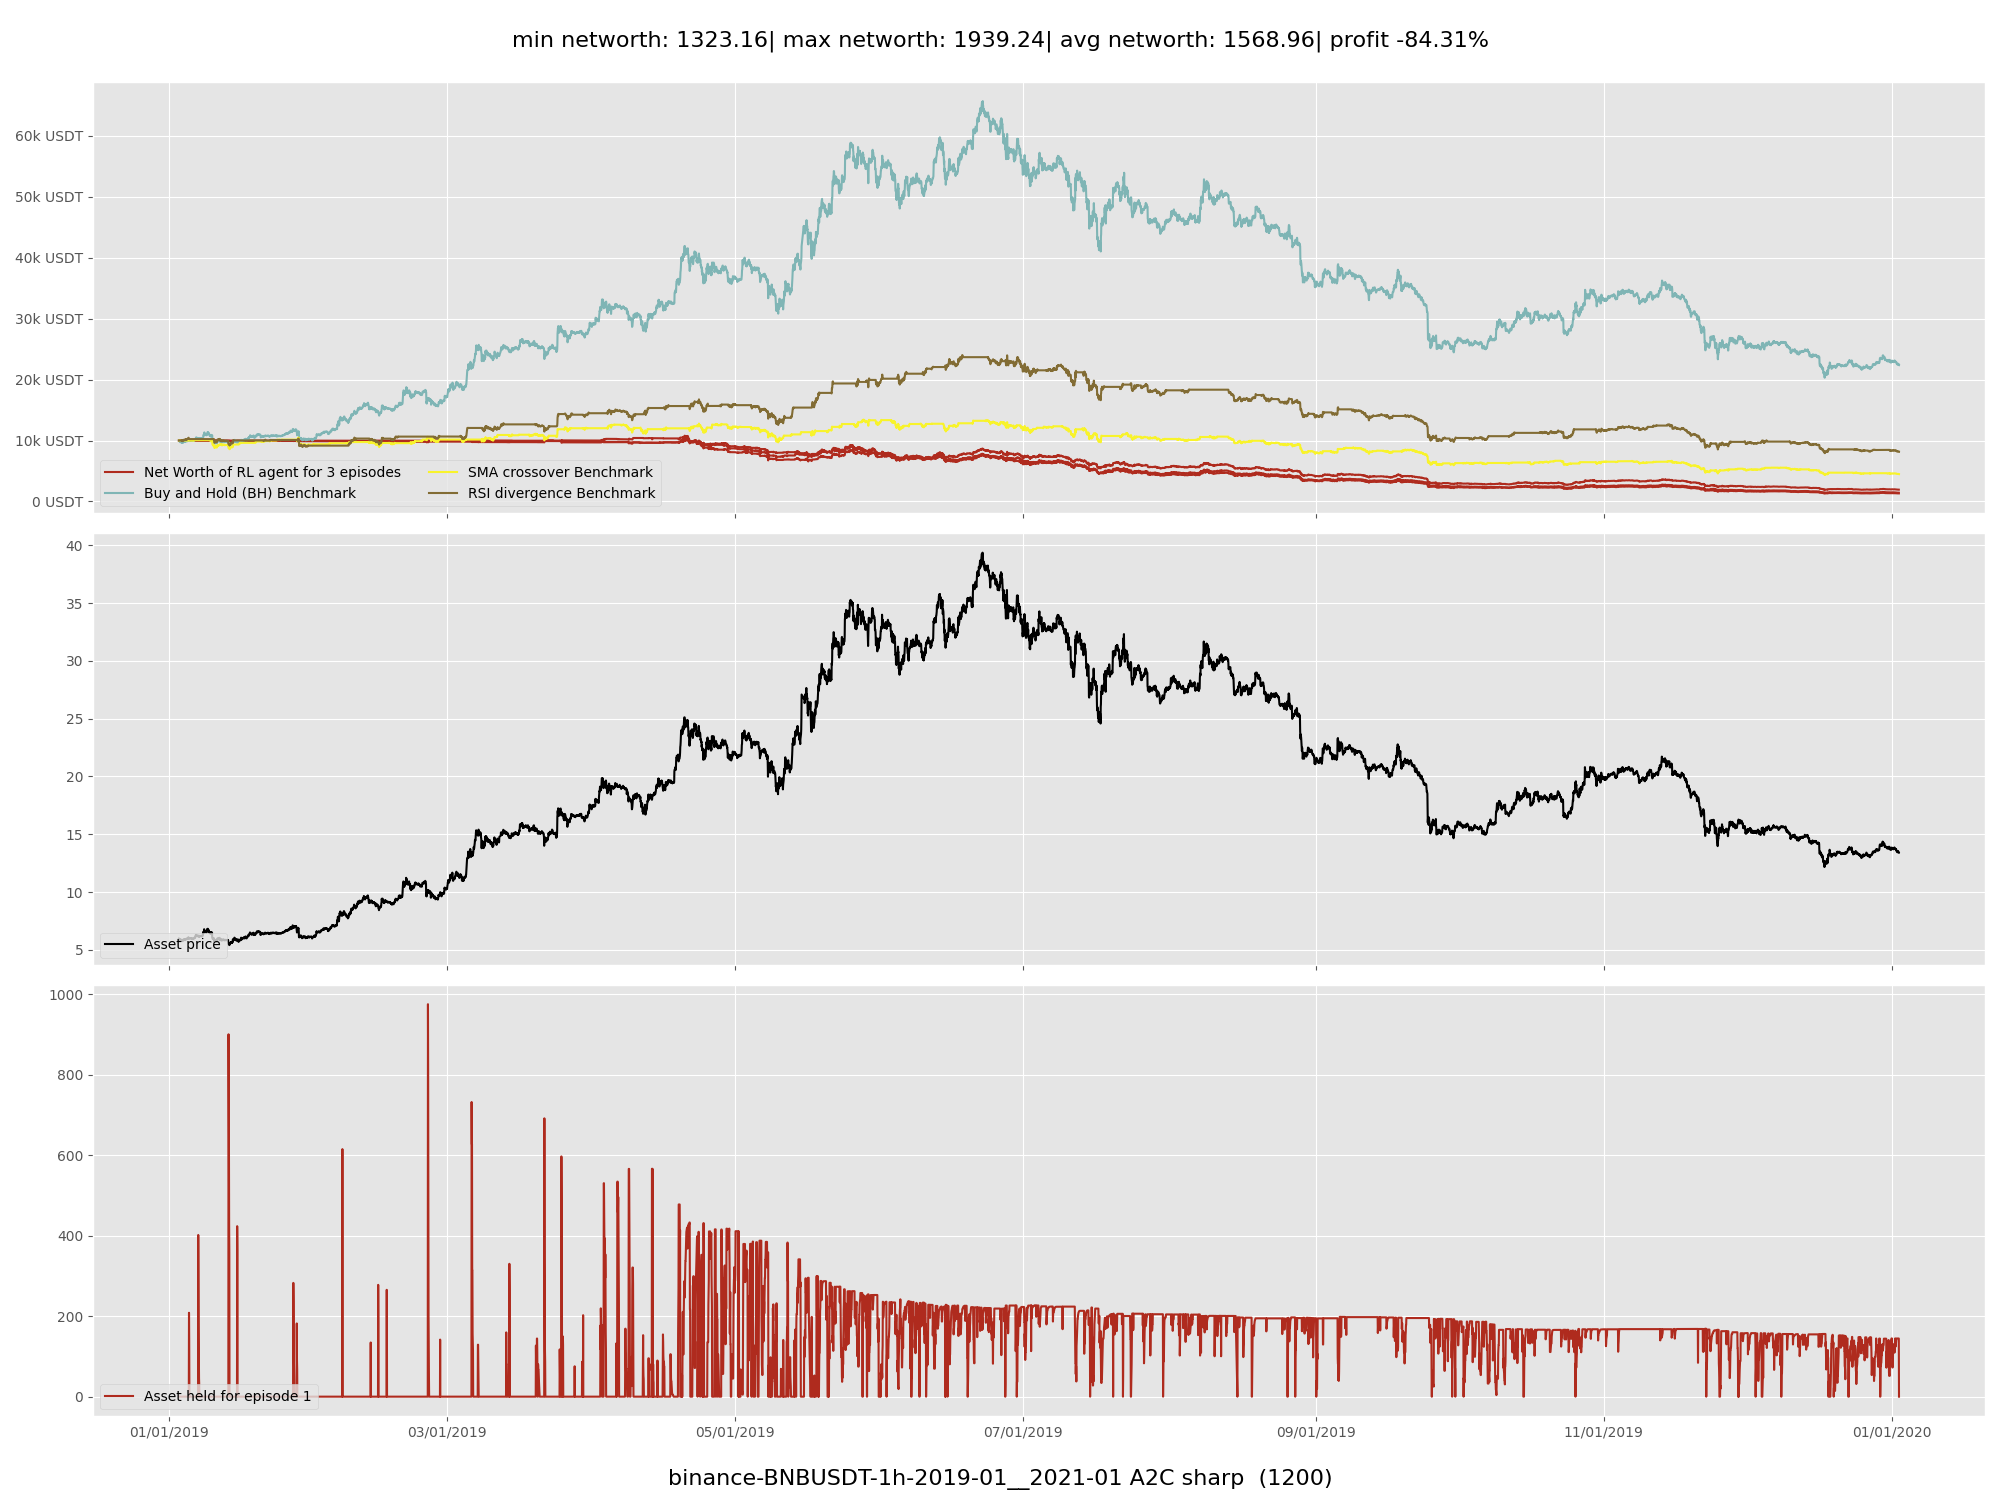 min networth: 1323.16| max networth: 1939.24| avg networth: 1568.96| profit -84.31%
60k USDT
50k USDT
40k USDT
30k USDT
20k USDT
10k USDT
0 USDT
Net Worth of RL agent for 3 episodes
Buy and Hold (BH) Benchmark
SMA crossover Benchmark
RSI divergence Benchmark
40
35
30
25
20
15
10
5
Asset price
1000
800
600
400
200
0
Asset held for episode 1
01/01/2019 03/01/2019 05/01/2019 07/01/2019 09/01/2019 11/01/2019 01/01/2020
binance-BNBUSDT-1h-2019-01__2021-01 A2C sharp (1200)